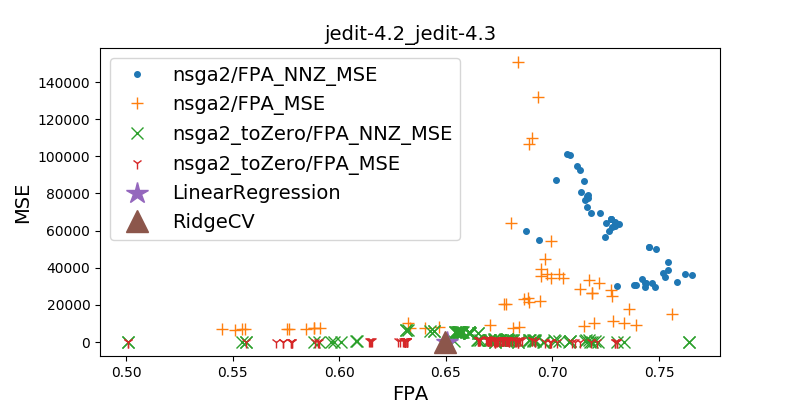 jedit-4.2_jedit-4.3
nsga2/FPA_NNZ_MSE
nsga2/FPA_MSE
nsga2_toZero/FPA_NNZ_MSE
nsga2_toZero/FPA_MSE
LinearRegression
RidgeCV
MSE
140000
120000
100000
80000
60000
40000
20000
0
0.50 0.55 0.60 0.65 0.70 0.75
FPA